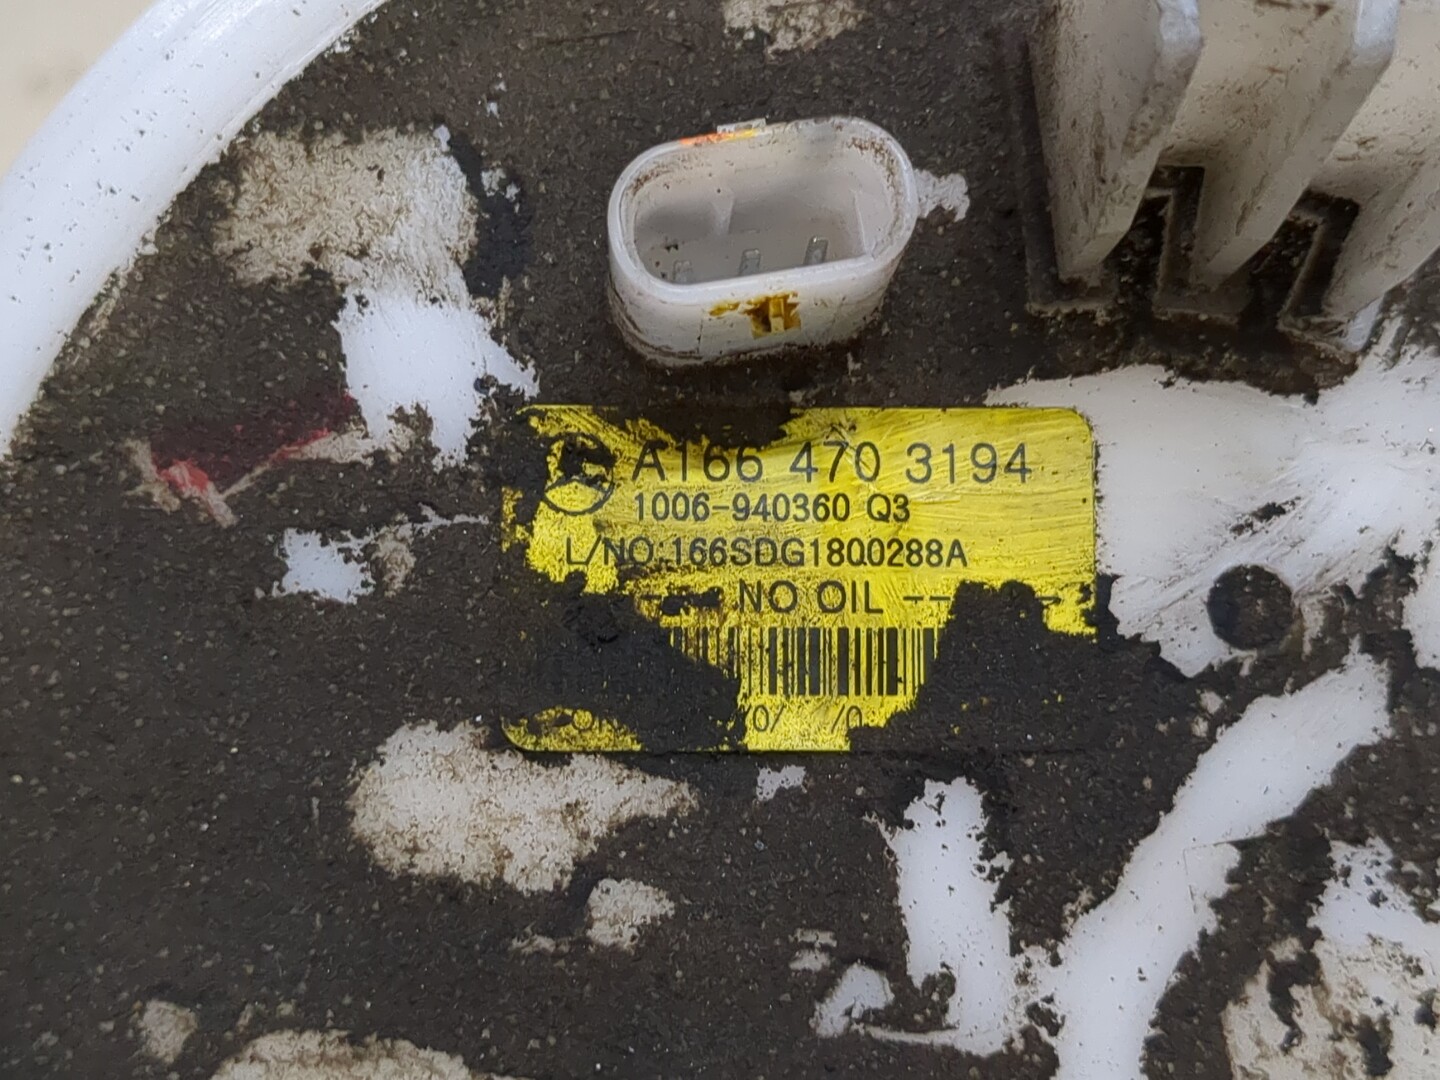 A166 470 3194
1006-940360 Q3
L/NO:166SDG18Q0288A
-- NO OIL --